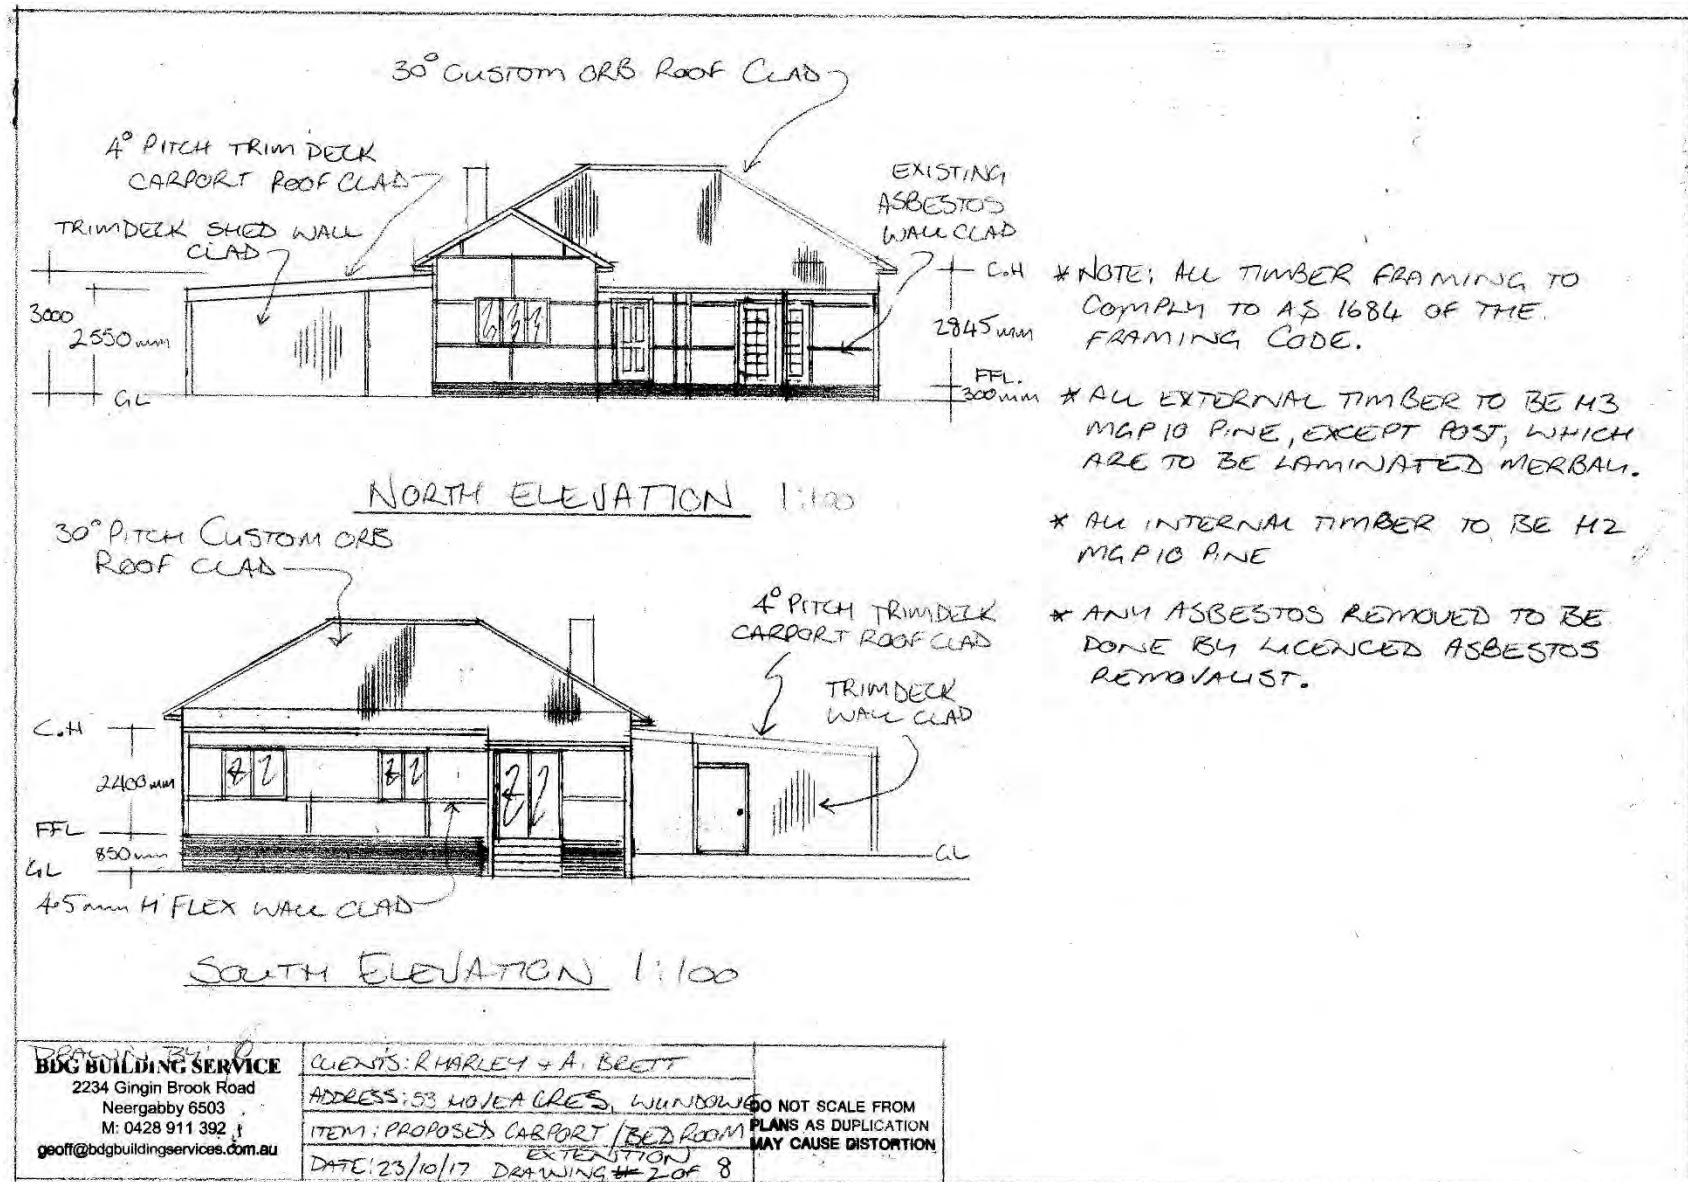 30° CUSTOM ORB ROOF CLAD
4° PITCH TRIMDECK
CARPORT ROOF CLAD
TRIMDECK SHED WALL
CLAD
EXISTING
ASBESTOS
WALL CLAD
C.H
3000
2550mm
2845mm
FFL.
300mm
GL
NORTH ELEVATION 1:100
* NOTE: ALL TIMBER FRAMING TO
COMPLY TO AS 1684 OF THE
FRAMING CODE.
* ALL EXTERNAL TIMBER TO BE H3
MGP10 PINE, EXCEPT POST, WHICH
ARE TO BE LAMINATED MERBAU.
* ALL INTERNAL TIMBER TO BE H2
MGP10 PINE
* ANY ASBESTOS REMOVED TO BE
DONE BY LICENCED ASBESTOS
REMOVALIST.
30° PITCH CUSTOM ORB
ROOF CLAD
4° PITCH TRIMDECK
CARPORT ROOF CLAD
TRIMDECK
WALL CLAD
C.H
2400mm
FFL
850mm
GL
GL
4.5mm H'FLEX WALL CLAD
SOUTH ELEVATION 1:100
DRAWN BY:
BDG BUILDING SERVICE
2234 Gingin Brook Road
Neergabby 6503
M: 0428 911 392
geoff@bdgbuildingservices.com.au
CLIENTS: R HARLEY + A. BRETT
ADDRESS: 53 HOVEA CRES, WUNDOWIE
ITEM: PROPOSED CARPORT / BEDROOM
EXTENTION
DATE: 23/10/17 DRAWING # 2 OF 8
DO NOT SCALE FROM
PLANS AS DUPLICATION
MAY CAUSE DISTORTION